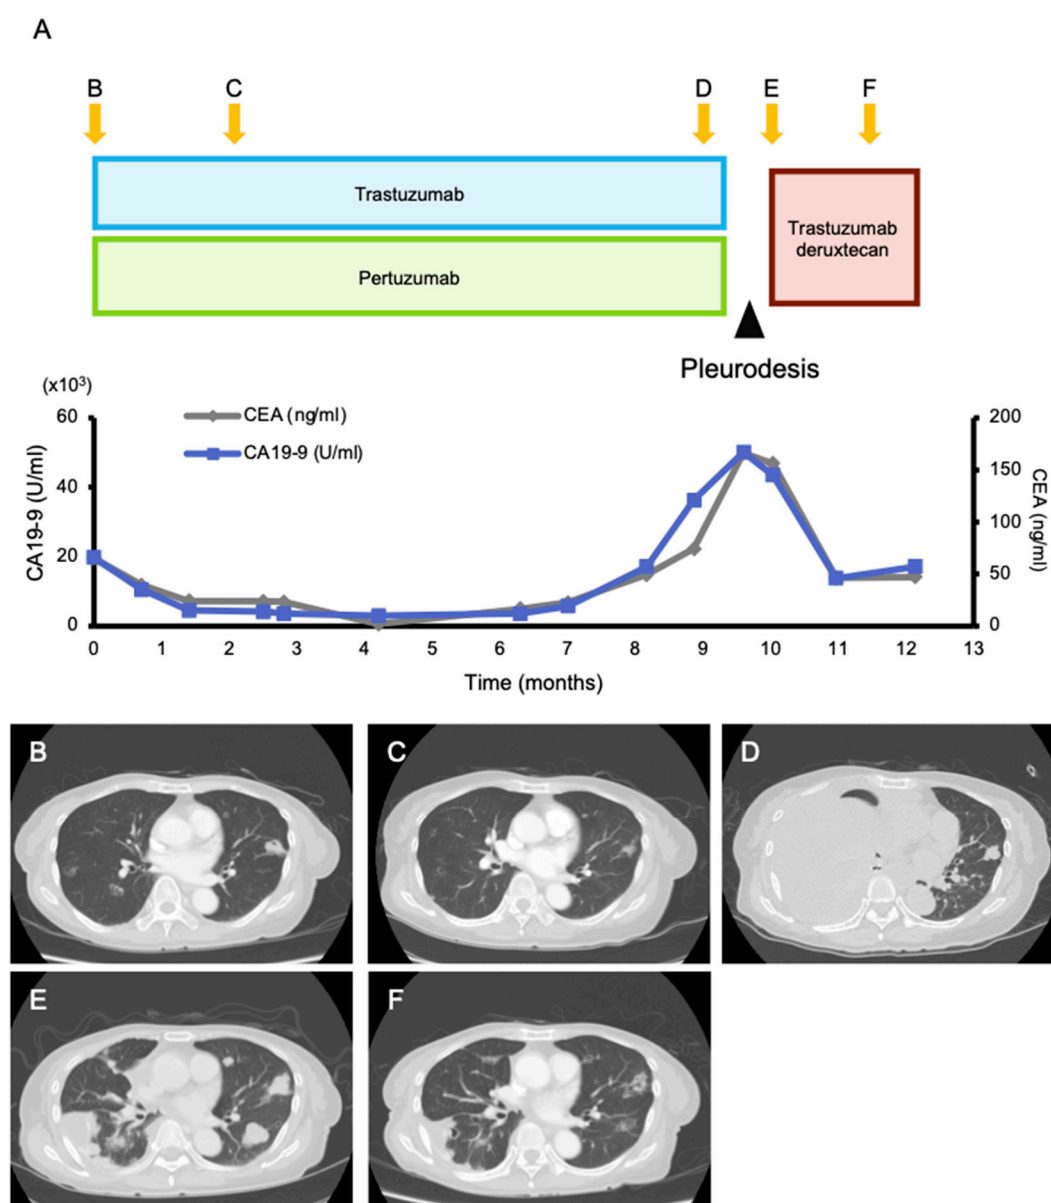 A
B C D E F
Trastuzumab
Pertuzumab
Trastuzumab
deruxtecan
Pleurodesis
(x10³)
CEA (ng/ml)
CA19-9 (U/ml)
CA19-9 (U/ml)
60
40
20
0
CEA (ng/ml)
200
150
100
50
0
0 1 2 3 4 5 6 7 8 9 10 11 12 13
Time (months)
B
C
D
E
F